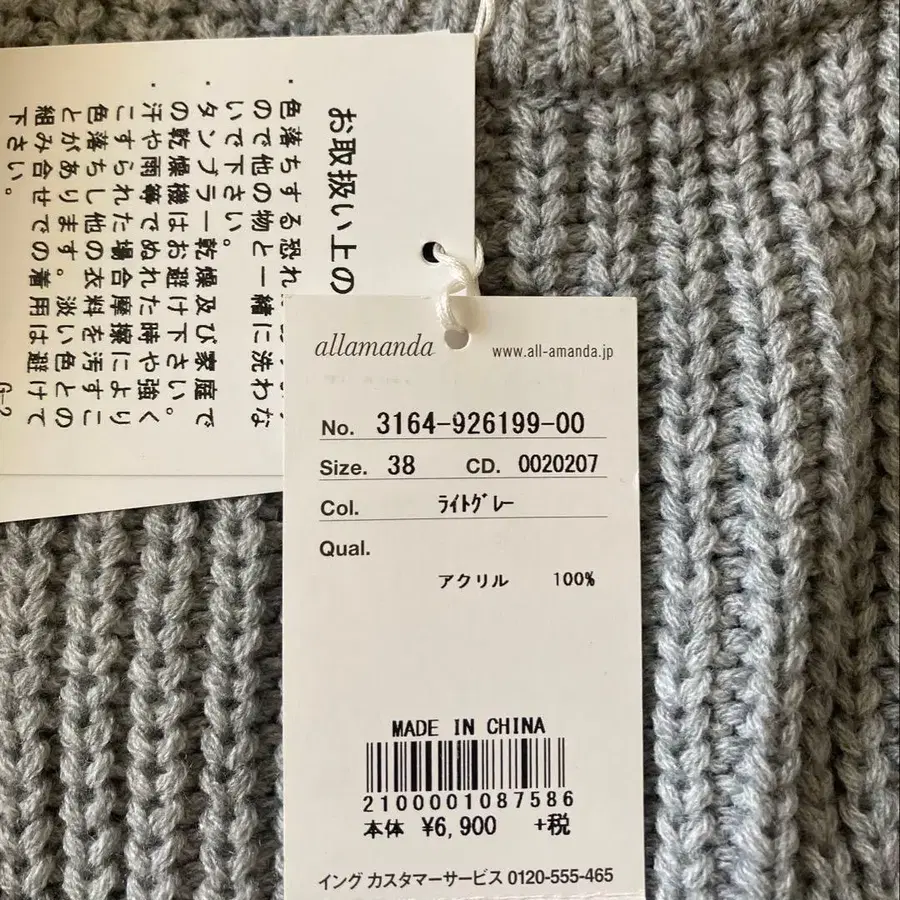 お取扱い上の
・色落ちする恐れ
ので他の物と一緒に洗わな
いで下さい。
・タンブラー乾燥及び家庭で
の乾燥機はお避け下さい。
・汗や雨等でぬれた時や強く
こすられた場合摩擦により
色落ちし他の衣料を汚すこ
とがあります。淡い色との
組み合せでの着用は避けて
下さい。
G-2
allamanda
www.all-amanda.jp
No. 3164-926199-00
Size. 38 CD. 0020207
Col. ﾗｲﾄｸﾞﾚｰ
Qual.
アクリル 100%
MADE IN CHINA
2100001087586
本体 ¥6,900 +税
イング カスタマーサービス 0120-555-465